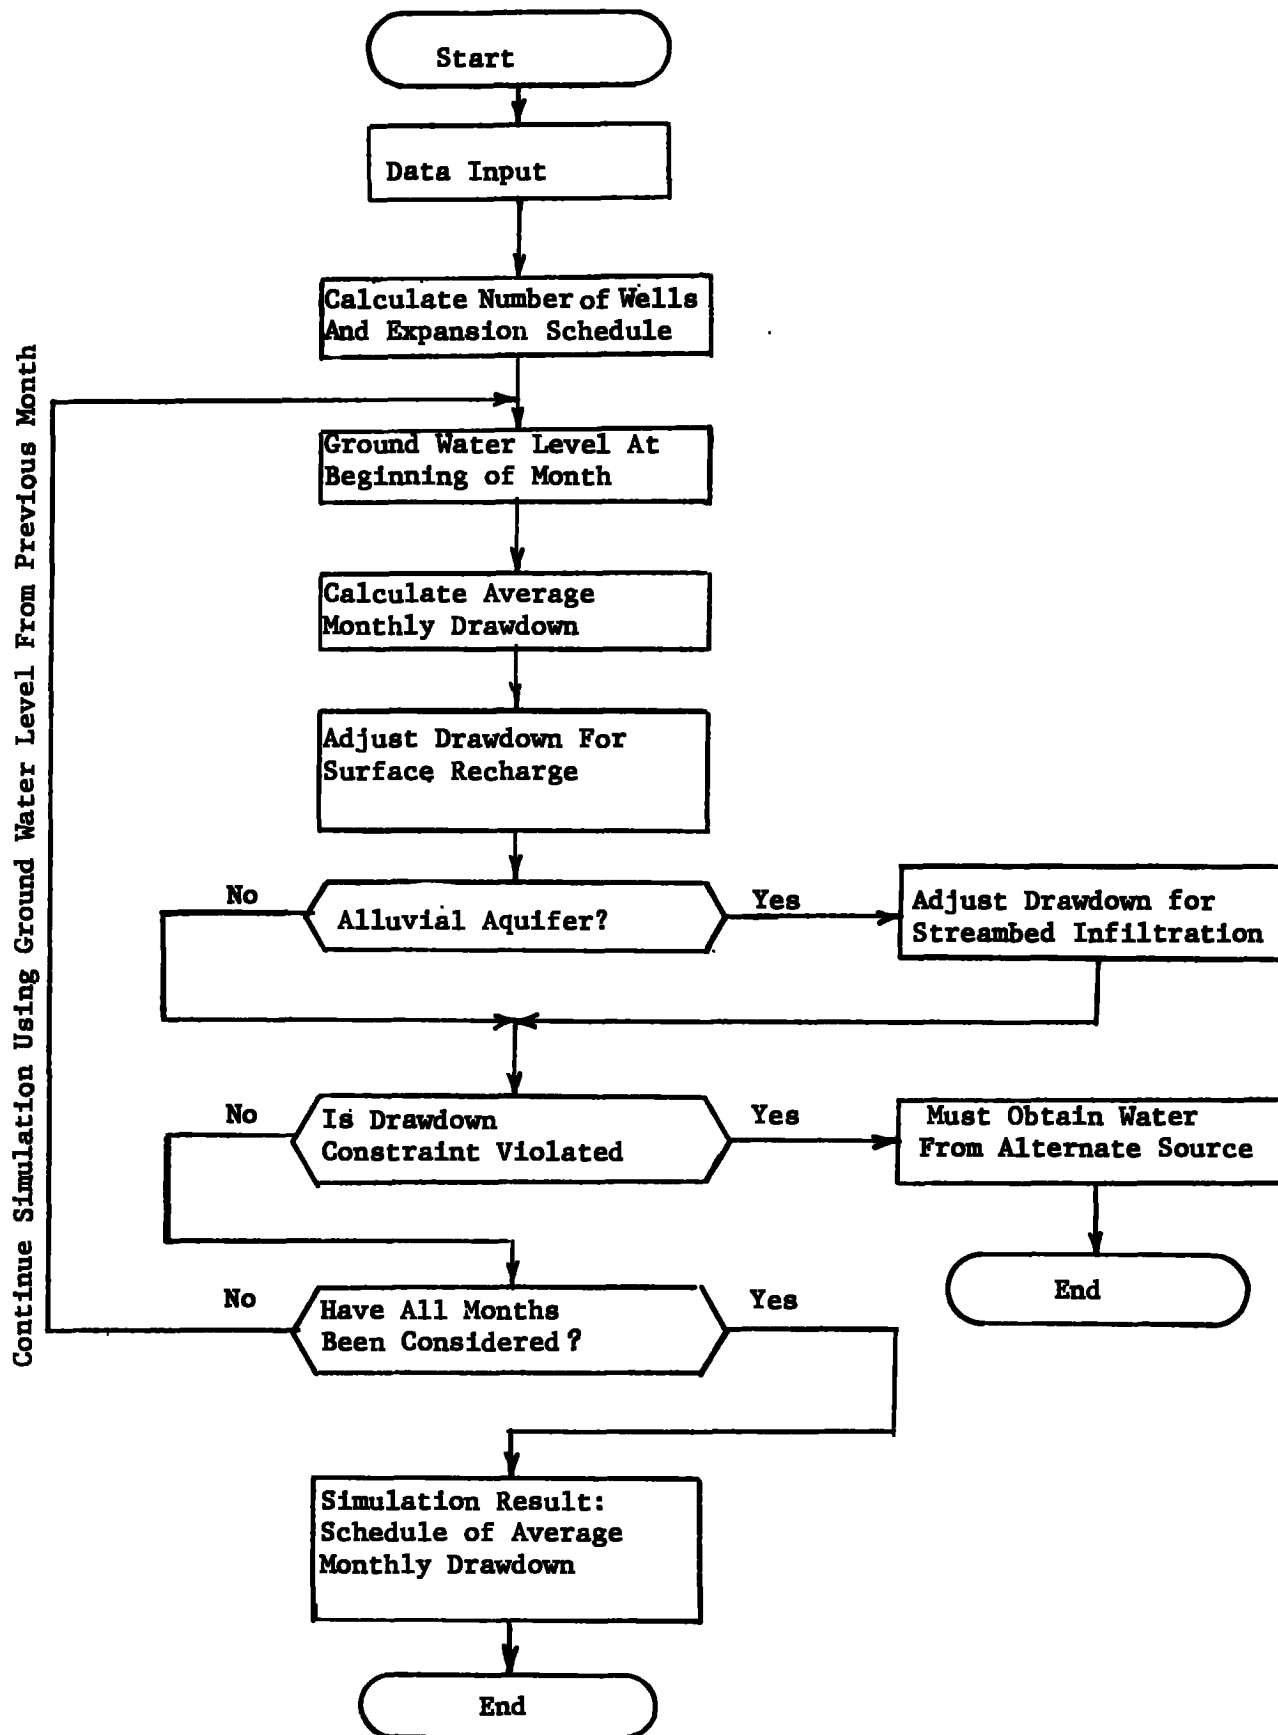 Start
Data Input
Calculate Number of Wells
And Expansion Schedule
Continue Simulation Using Ground Water Level From Previous Month
Ground Water Level At
Beginning of Month
Calculate Average
Monthly Drawdown
Adjust Drawdown For
Surface Recharge
No
Alluvial Aquifer?
Yes
Adjust Drawdown for
Streambed Infiltration
No
Is Drawdown
Constraint Violated
Yes
Must Obtain Water
From Alternate Source
End
No
Have All Months
Been Considered?
Yes
Simulation Result:
Schedule of Average
Monthly Drawdown
End